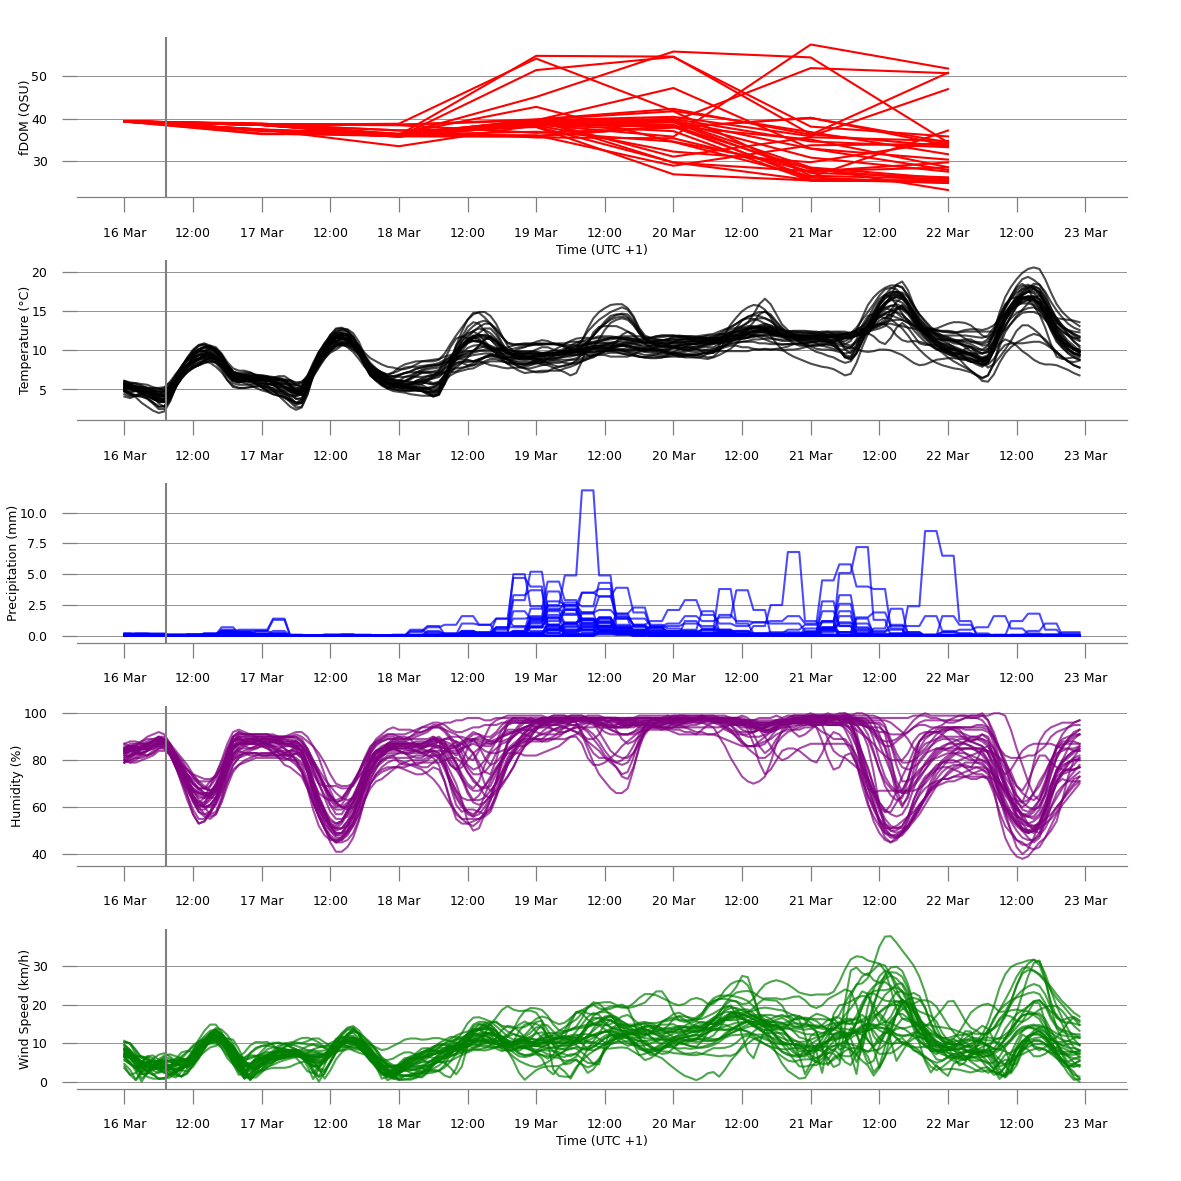 fDOM (QSU)
50
40
30
16 Mar 12:00 17 Mar 12:00 18 Mar 12:00 19 Mar 12:00 20 Mar 12:00 21 Mar 12:00 22 Mar 12:00 23 Mar
Time (UTC +1)
Temperature (°C)
20
15
10
5
16 Mar 12:00 17 Mar 12:00 18 Mar 12:00 19 Mar 12:00 20 Mar 12:00 21 Mar 12:00 22 Mar 12:00 23 Mar
Precipitation (mm)
10.0
7.5
5.0
2.5
0.0
16 Mar 12:00 17 Mar 12:00 18 Mar 12:00 19 Mar 12:00 20 Mar 12:00 21 Mar 12:00 22 Mar 12:00 23 Mar
Humidity (%)
100
80
60
40
16 Mar 12:00 17 Mar 12:00 18 Mar 12:00 19 Mar 12:00 20 Mar 12:00 21 Mar 12:00 22 Mar 12:00 23 Mar
Wind Speed (km/h)
30
20
10
0
16 Mar 12:00 17 Mar 12:00 18 Mar 12:00 19 Mar 12:00 20 Mar 12:00 21 Mar 12:00 22 Mar 12:00 23 Mar
Time (UTC +1)